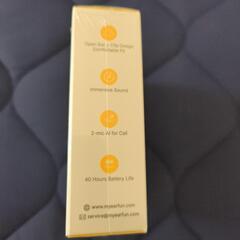 Open Ear & Clip Design
Comfortable Fit
Immersive Sound
2-mic AI for Call
40 Hours Battery Life
www.myearfun.com
service@myearfun.com